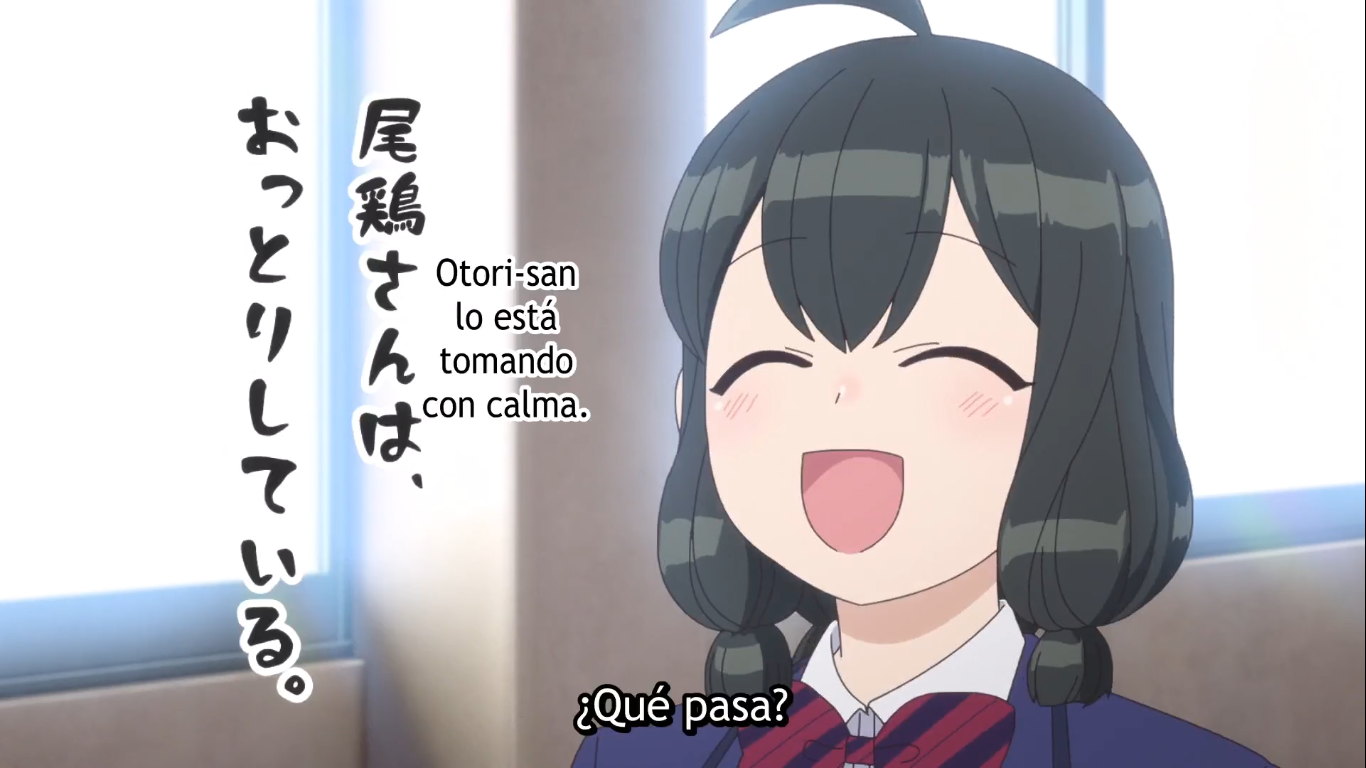 尾鶏さんは、
おっとりしている。
Otori-san
lo está
tomando
con calma.
¿Qué pasa?